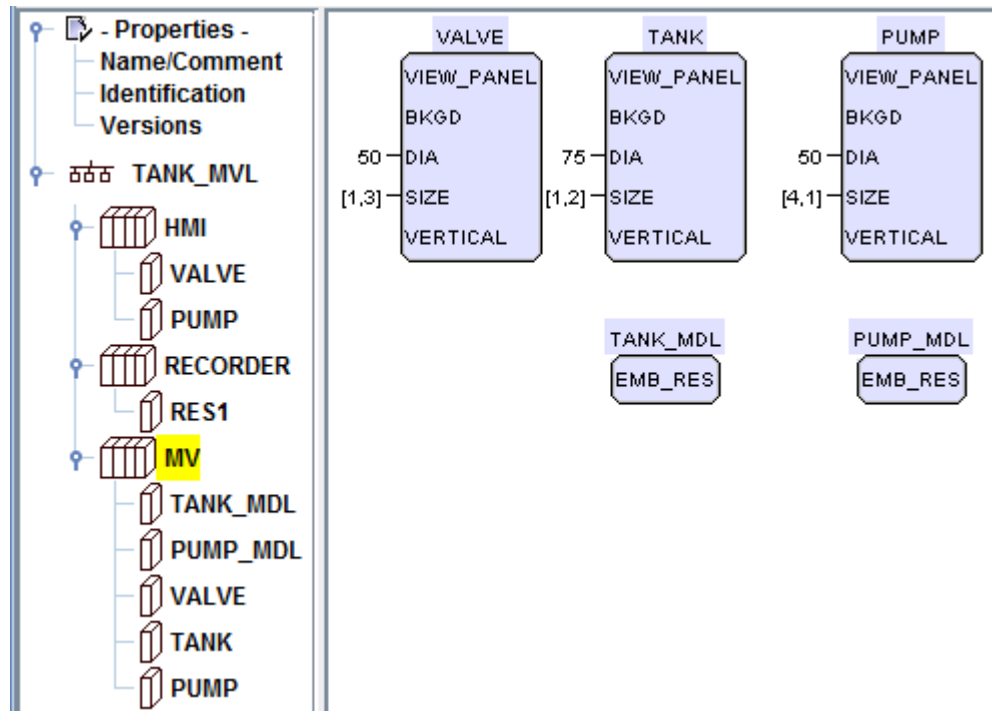 - Properties -
Name/Comment
Identification
Versions
TANK_MVL
HMI
VALVE
PUMP
RECORDER
RES1
MV
TANK_MDL
PUMP_MDL
VALVE
TANK
PUMP
VALVE
VIEW_PANEL
BKGD
50 DIA
[1,3] SIZE
VERTICAL
TANK
VIEW_PANEL
BKGD
75 DIA
[1,2] SIZE
VERTICAL
PUMP
VIEW_PANEL
BKGD
50 DIA
[4,1] SIZE
VERTICAL
TANK_MDL
EMB_RES
PUMP_MDL
EMB_RES